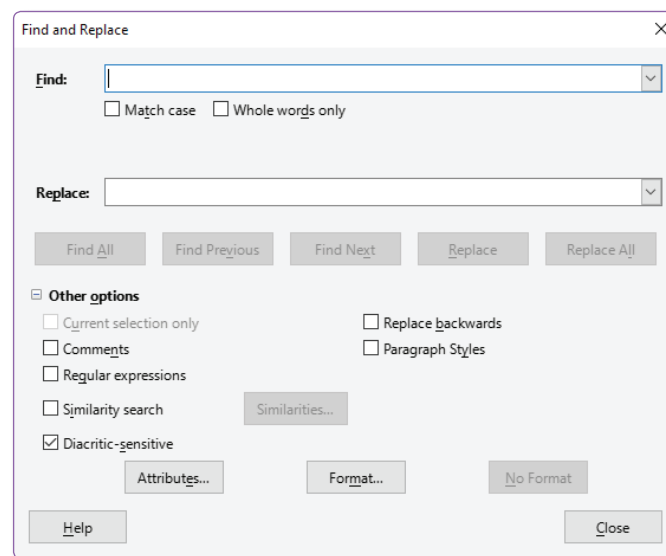 Find and Replace
Find:
Match case Whole words only
Replace:
Find All Find Previous Find Next Replace Replace All
Other options
Current selection only Replace backwards
Comments Paragraph Styles
Regular expressions
Similarity search Similarities...
Diacritic-sensitive
Attributes... Format... No Format
Help Close